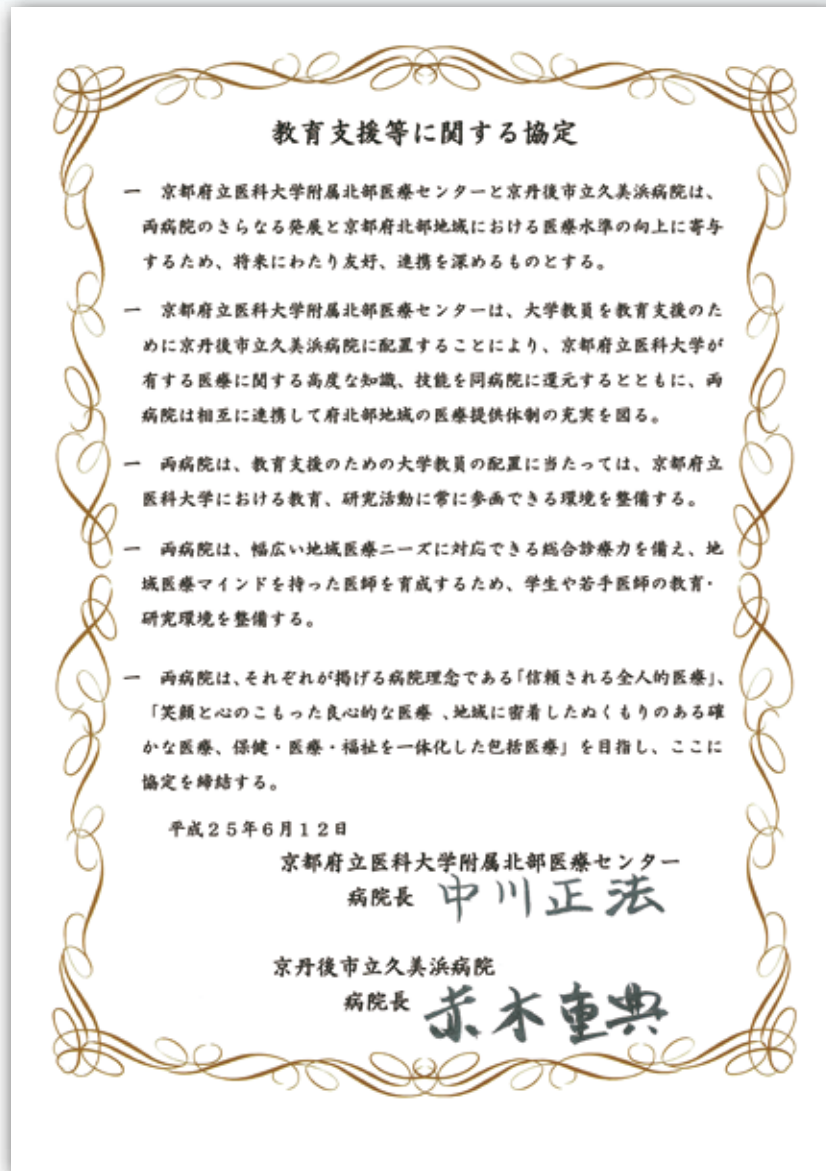 教育支援等に関する協定
一　京都府立医科大学附属北部医療センターと京丹後市立久美浜病院は、
両病院のさらなる発展と京都府北部地域における医療水準の向上に寄与
するため、将来にわたり友好、連携を深めるものとする。
一　京都府立医科大学附属北部医療センターは、大学教員を教育支援のた
めに京丹後市立久美浜病院に配置することにより、京都府立医科大学が
有する医療に関する高度な知識、技能を同病院に還元するとともに、両
病院は相互に連携して府北部地域の医療提供体制の充実を図る。
一　両病院は、教育支援のための大学教員の配置に当たっては、京都府立
医科大学における教育、研究活動に常に参画できる環境を整備する。
一　両病院は、幅広い地域医療ニーズに対応できる総合診療力を備え、地
域医療マインドを持った医師を育成するため、学生や若手医師の教育・
研究環境を整備する。
一　両病院は、それぞれが掲げる病院理念である「信頼される全人的医療」、
「笑顔と心のこもった良心的な医療 、地域に密着したぬくもりのある確
かな医療、保健・医療・福祉を一体化した包括医療」を目指し、ここに
協定を締結する。
平成２５年６月１２日
京都府立医科大学附属北部医療センター
病院長 中川正法
京丹後市立久美浜病院
病院長 赤木重典